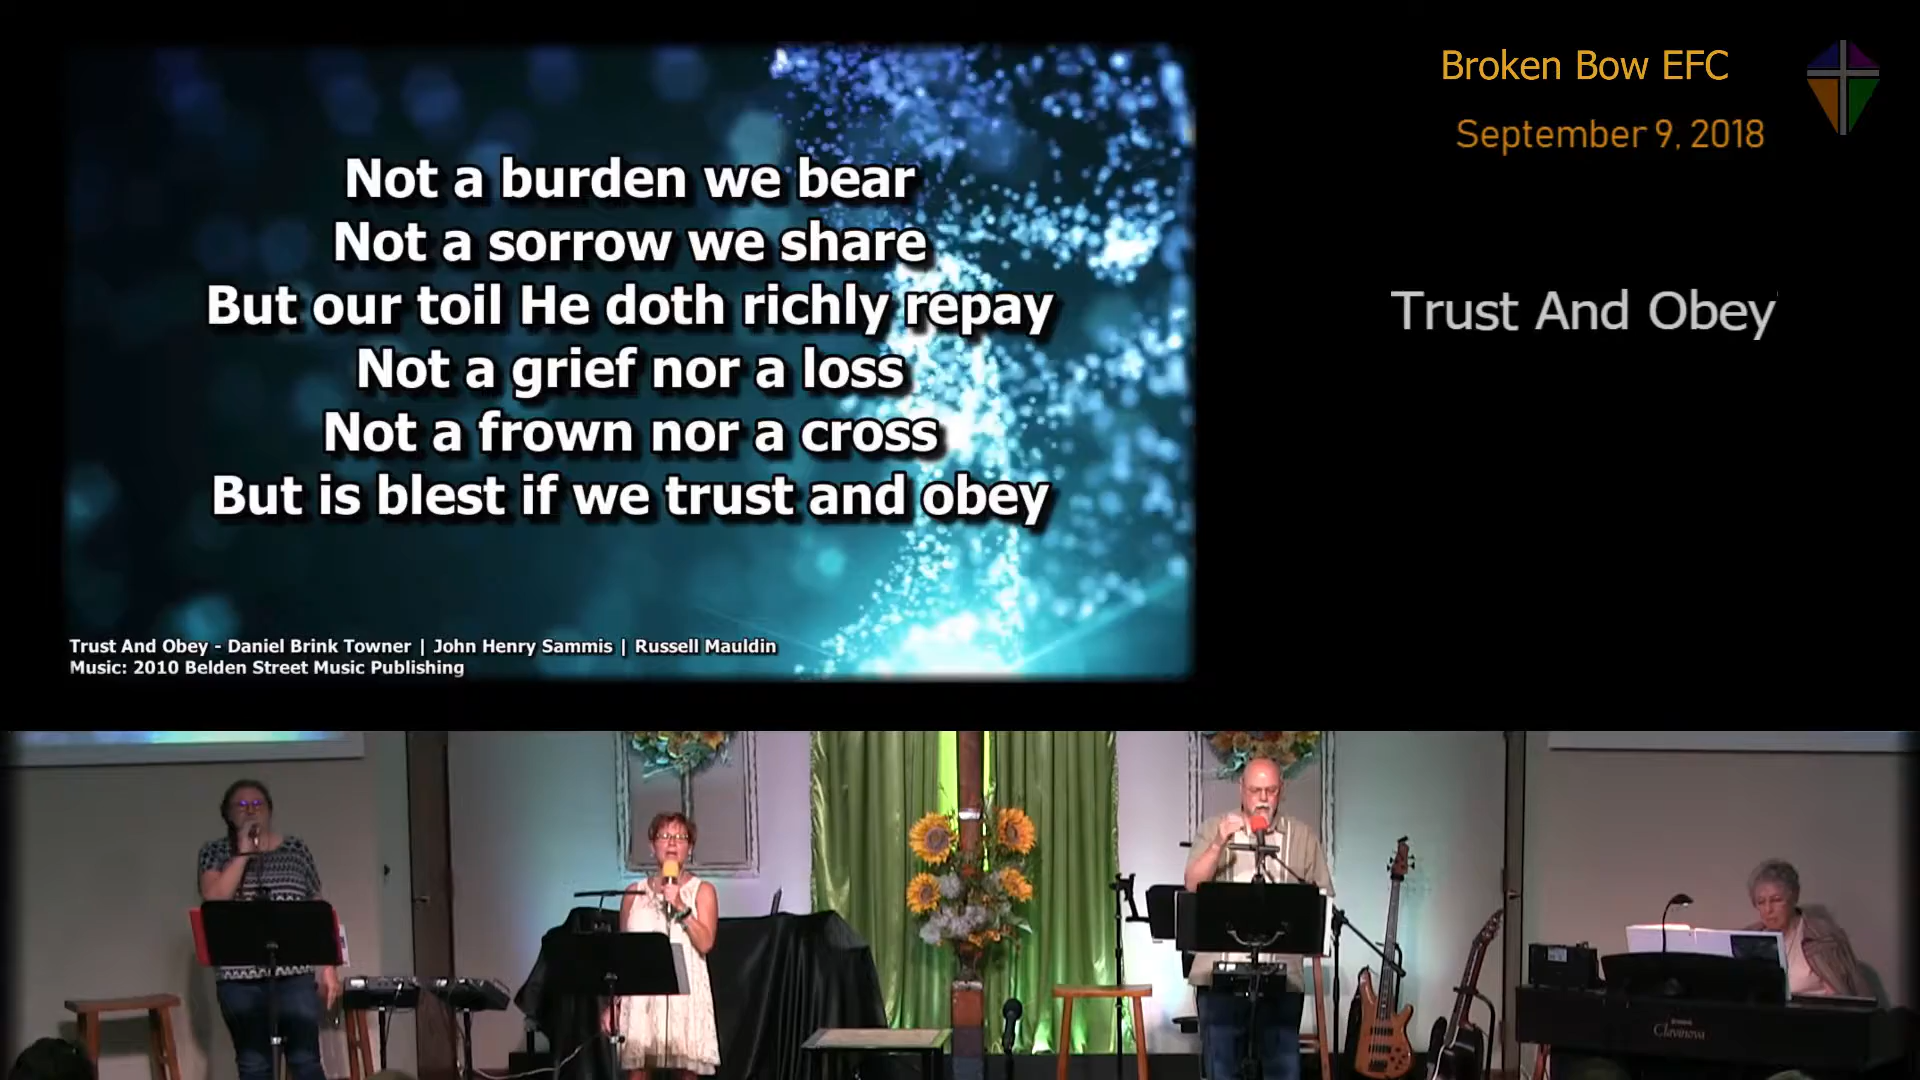 Not a burden we bear
Not a sorrow we share
But our toil He doth richly repay
Not a grief nor a loss
Not a frown nor a cross
But is blest if we trust and obey
Trust And Obey - Daniel Brink Towner | John Henry Sammis | Russell Mauldin
Music: 2010 Belden Street Music Publishing
Broken Bow EFC
September 9, 2018
Trust And Obey
Clavinova